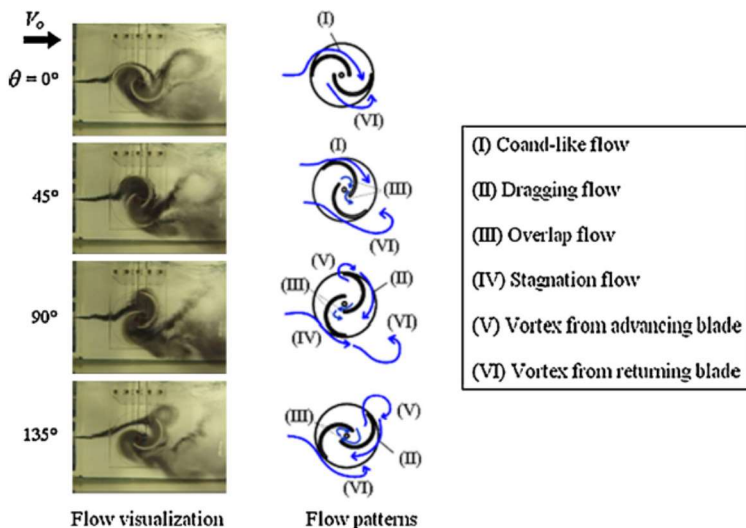 V₀
θ = 0°
(I)
(VI)
45°
(I)
(III)
(VI)
90°
(V)
(III)
(II)
(VI)
(IV)
135°
(III)
(V)
(II)
(VI)
Flow visualization
Flow patterns
(I) Coand-like flow
(II) Dragging flow
(III) Overlap flow
(IV) Stagnation flow
(V) Vortex from advancing blade
(VI) Vortex from returning blade